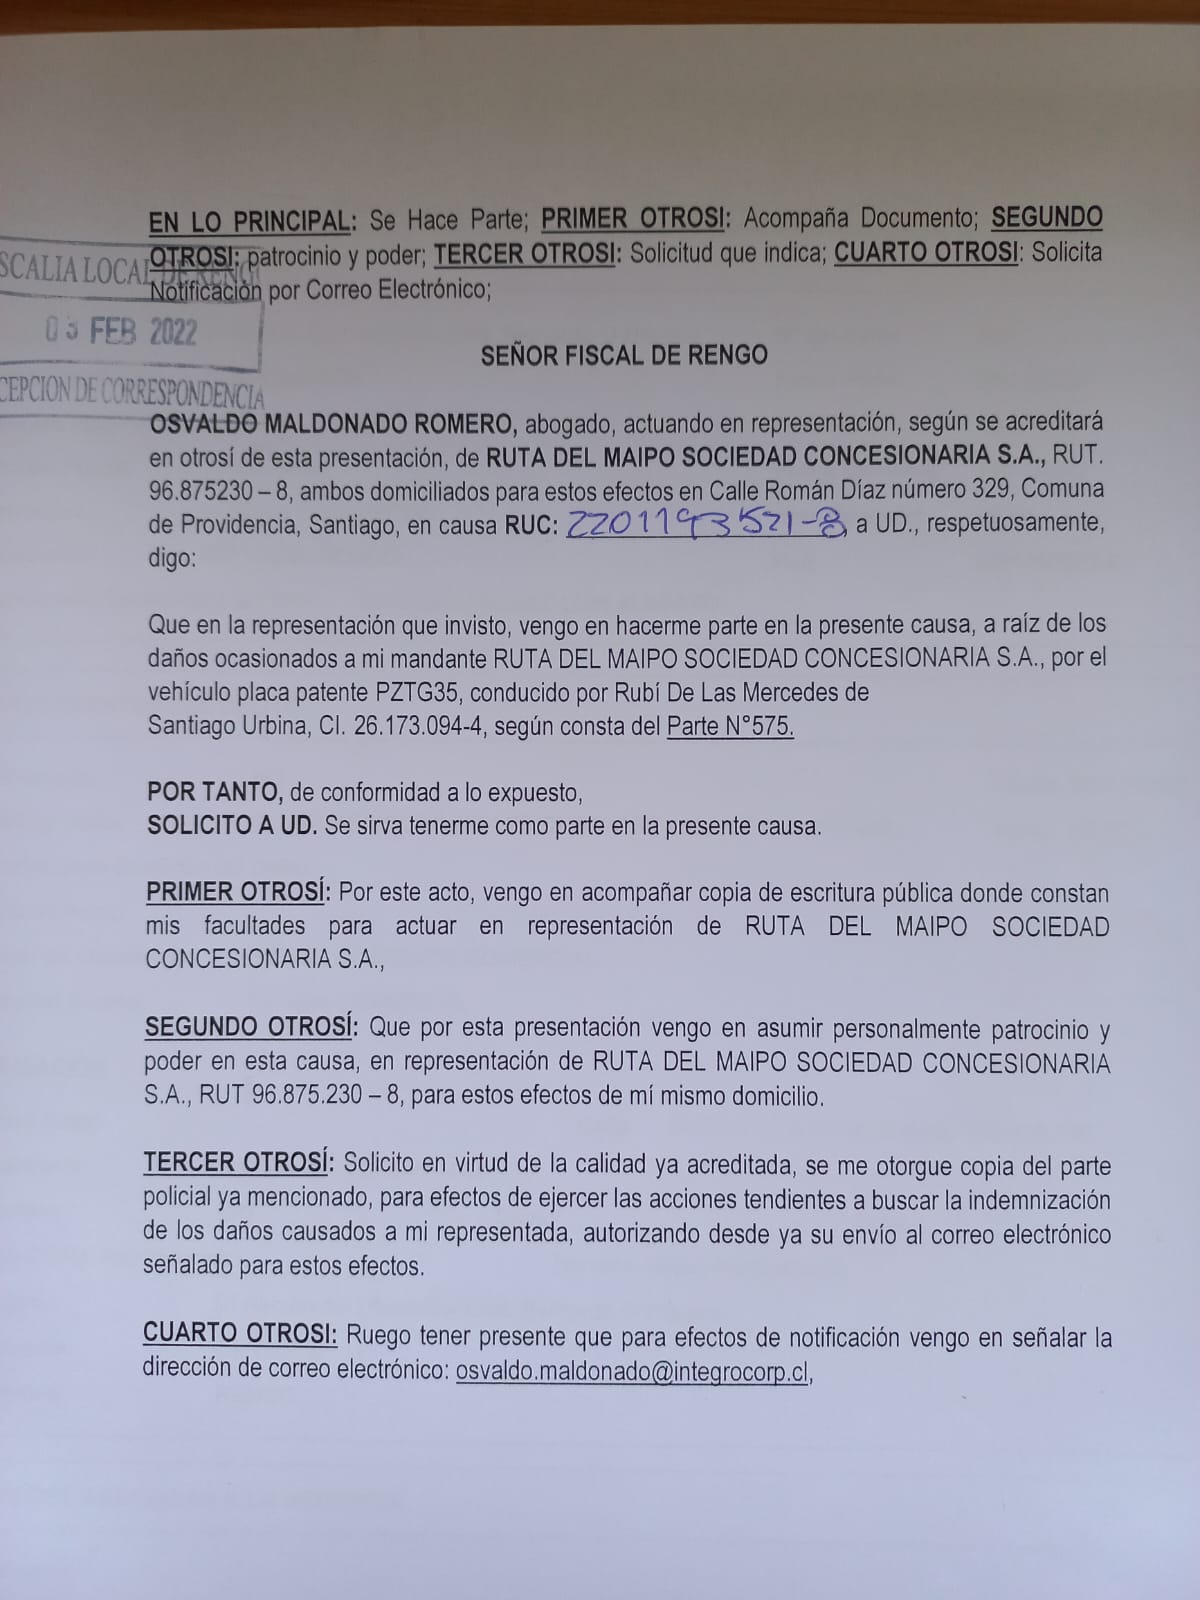 EN LO PRINCIPAL: Se Hace Parte; PRIMER OTROSI: Acompaña Documento; SEGUNDO
OTROSI: patrocinio y poder; TERCER OTROSI: Solicitud que indica; CUARTO OTROSI: Solicita
Notificación por Correo Electrónico;
SCALIA LOCAL DE RENGO
FEB 2022
CEPCION DE CORRESPONDENCIA
SEÑOR FISCAL DE RENGO
OSVALDO MALDONADO ROMERO, abogado, actuando en representación, según se acreditará
en otrosí de esta presentación, de RUTA DEL MAIPO SOCIEDAD CONCESIONARIA S.A., RUT.
96.875230 – 8, ambos domiciliados para estos efectos en Calle Román Díaz número 329, Comuna
de Providencia, Santiago, en causa RUC: 2201193521-8, a UD., respetuosamente,
digo:
Que en la representación que invisto, vengo en hacerme parte en la presente causa, a raíz de los
daños ocasionados a mi mandante RUTA DEL MAIPO SOCIEDAD CONCESIONARIA S.A., por el
vehículo placa patente PZTG35, conducido por Rubí De Las Mercedes de
Santiago Urbina, CI. 26.173.094-4, según consta del Parte N°575.
POR TANTO, de conformidad a lo expuesto,
SOLICITO A UD. Se sirva tenerme como parte en la presente causa.
PRIMER OTROSÍ: Por este acto, vengo en acompañar copia de escritura pública donde constan
mis facultades para actuar en representación de RUTA DEL MAIPO SOCIEDAD
CONCESIONARIA S.A.,
SEGUNDO OTROSÍ: Que por esta presentación vengo en asumir personalmente patrocinio y
poder en esta causa, en representación de RUTA DEL MAIPO SOCIEDAD CONCESIONARIA
S.A., RUT 96.875.230 – 8, para estos efectos de mí mismo domicilio.
TERCER OTROSÍ: Solicito en virtud de la calidad ya acreditada, se me otorgue copia del parte
policial ya mencionado, para efectos de ejercer las acciones tendientes a buscar la indemnización
de los daños causados a mi representada, autorizando desde ya su envío al correo electrónico
señalado para estos efectos.
CUARTO OTROSI: Ruego tener presente que para efectos de notificación vengo en señalar la
dirección de correo electrónico: osvaldo.maldonado@integrocorp.cl,